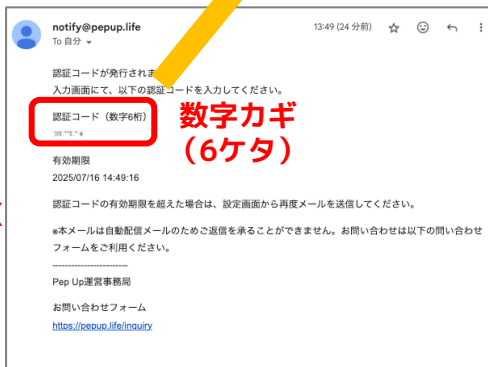 notify@pepup.life
13:49 (24 分前)
To 自分
認証コードが発行されま
入力画面にて、以下の認証コードを入力してください。
認証コード（数字6桁）
数字カギ
（6ケタ）
有効期限
2025/07/16 14:49:16
認証コードの有効期限を超えた場合は、設定画面から再度メールを送信してください。
※本メールは自動配信メールのためご返信を承ることができません。お問い合わせは以下の問い合わせ
フォームをご利用ください。
------------------------
Pep Up運営事務局
お問い合わせフォーム
https://pepup.life/inquiry